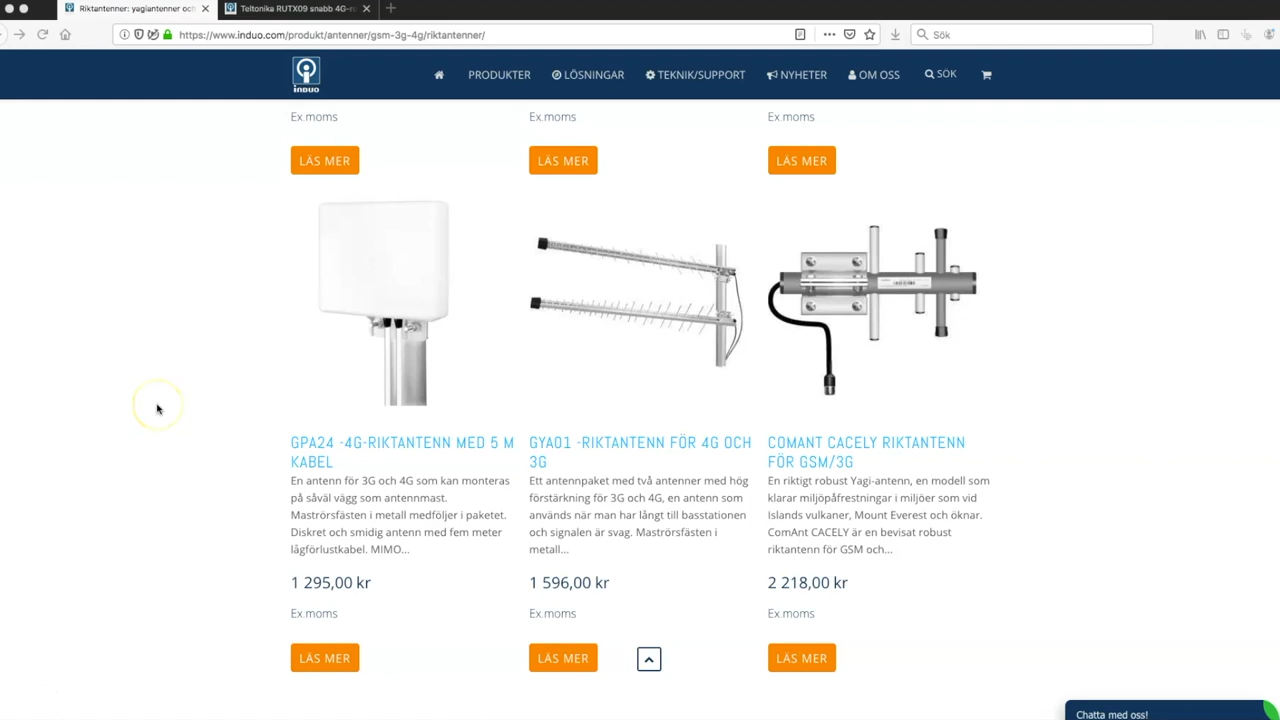 Riktantenner: yagiantenner och
Teltonika RUTX09 snabb 4G-ru
https://www.induo.com/produkt/antenner/gsm-3g-4g/riktantenner/
Sök
INDUO
PRODUKTER
LÖSNINGAR
TEKNIK/SUPPORT
NYHETER
OM OSS
SÖK
Ex.moms
Ex.moms
Ex.moms
LÄS MER
LÄS MER
LÄS MER
GPA24 -4G-RIKTANTENN MED 5 M
KABEL
En antenn för 3G och 4G som kan monteras
på såväl vägg som antennmast.
Maströrsfästen i metall medföljer i paketet.
Diskret och smidig antenn med fem meter
lågförlustkabel. MIMO...
1 295,00 kr
Ex.moms
LÄS MER
GYA01 -RIKTANTENN FÖR 4G OCH
3G
Ett antennpaket med två antenner med hög
förstärkning för 3G och 4G, en antenn som
används när man har långt till basstationen
och signalen är svag. Maströrsfästen i
metall...
1 596,00 kr
Ex.moms
LÄS MER
COMANT CACELY RIKTANTENN
FÖR GSM/3G
En riktigt robust Yagi-antenn, en modell som
klarar miljöpåfrestningar i miljöer som vid
Islands vulkaner, Mount Everest och öknar.
ComAnt CACELY är en bevisat robust
riktantenn för GSM och...
2 218,00 kr
Ex.moms
LÄS MER
Chatta med oss!